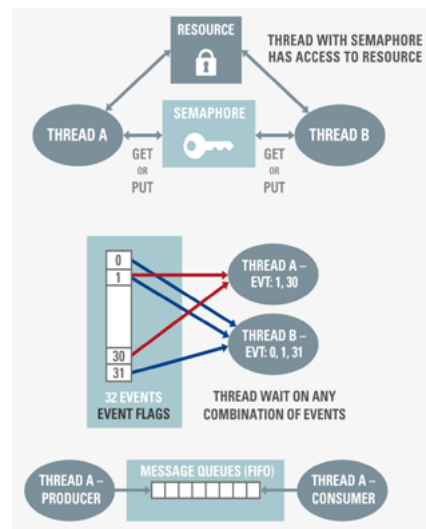 RESOURCE
THREAD WITH SEMAPHORE
HAS ACCESS TO RESOURCE
THREAD A
SEMAPHORE
THREAD B
GET
OR
PUT
GET
OR
PUT
0
1
30
31
32 EVENTS
EVENT FLAGS
THREAD A –
EVT: 1, 30
THREAD B –
EVT: 0, 1, 31
THREAD WAIT ON ANY
COMBINATION OF EVENTS
THREAD A –
PRODUCER
MESSAGE QUEUES (FIFO)
THREAD A –
CONSUMER